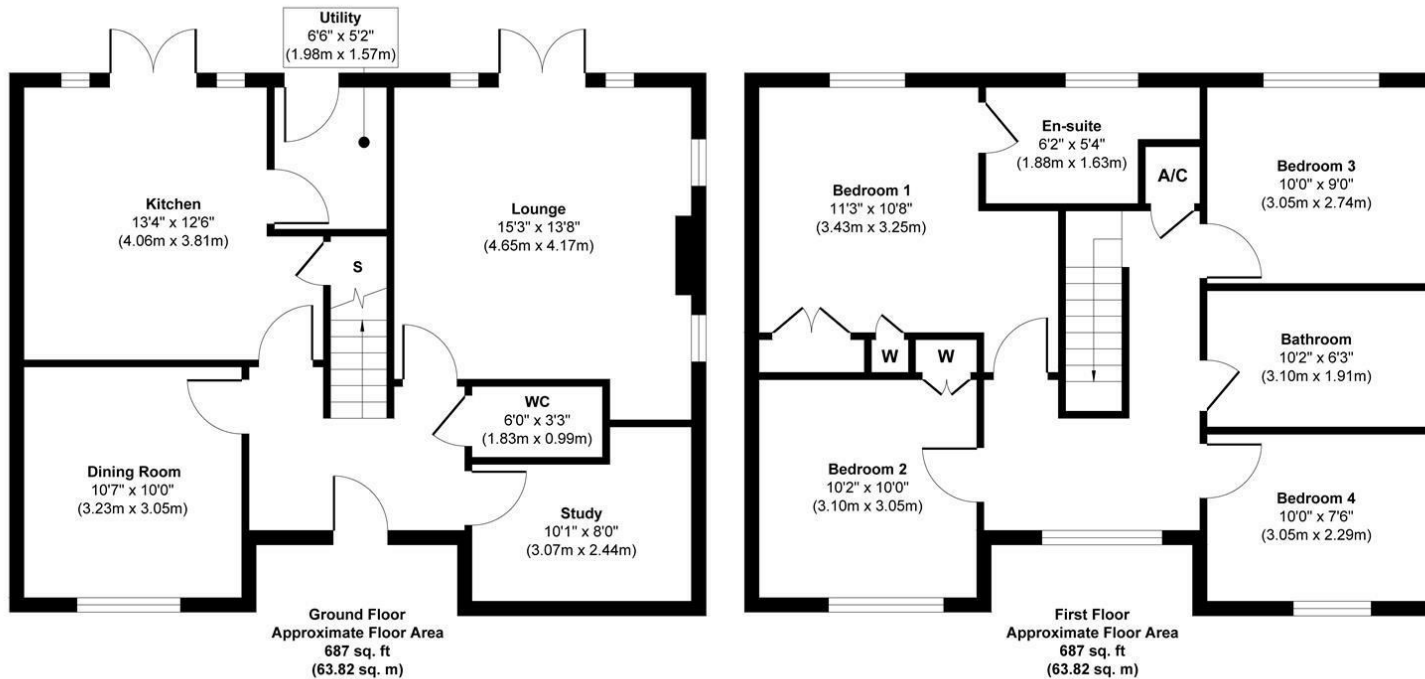 Utility
6'6" x 5'2"
(1.98m x 1.57m)
Kitchen
13'4" x 12'6"
(4.06m x 3.81m)
Lounge
15'3" x 13'8"
(4.65m x 4.17m)
S
WC
6'0" x 3'3"
(1.83m x 0.99m)
Dining Room
10'7" x 10'0"
(3.23m x 3.05m)
Study
10'1" x 8'0"
(3.07m x 2.44m)
Ground Floor
Approximate Floor Area
687 sq. ft
(63.82 sq. m)
En-suite
6'2" x 5'4"
(1.88m x 1.63m)
A/C
Bedroom 3
10'0" x 9'0"
(3.05m x 2.74m)
Bedroom 1
11'3" x 10'8"
(3.43m x 3.25m)
W
W
Bathroom
10'2" x 6'3"
(3.10m x 1.91m)
Bedroom 2
10'2" x 10'0"
(3.10m x 3.05m)
Bedroom 4
10'0" x 7'6"
(3.05m x 2.29m)
First Floor
Approximate Floor Area
687 sq. ft
(63.82 sq. m)